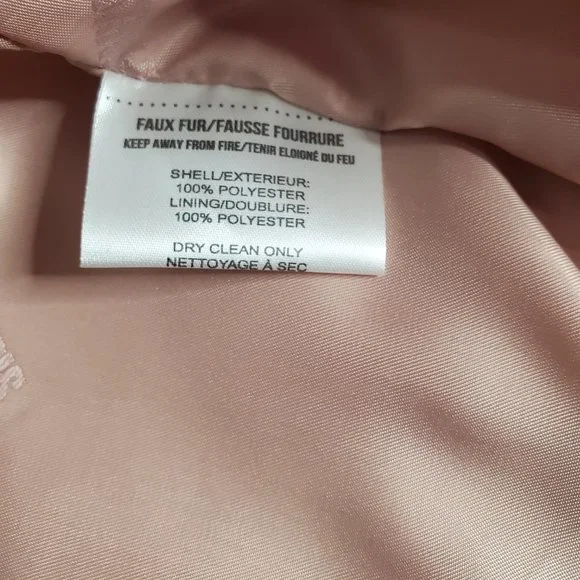 FAUX FUR/FAUSSE FOURRURE
KEEP AWAY FROM FIRE/TENIR ELOIGNÉ DU FEU
SHELL/EXTERIEUR:
100% POLYESTER
LINING/DOUBLURE:
100% POLYESTER
DRY CLEAN ONLY
NETTOYAGE À SEC